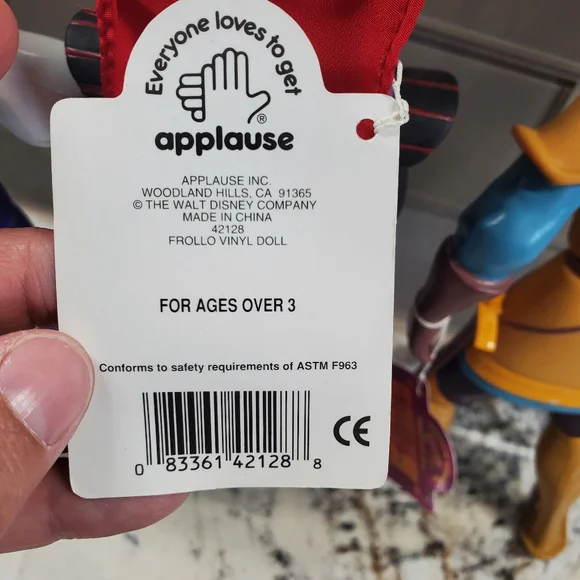 Everyone loves to get
®
applause
APPLAUSE INC.
WOODLAND HILLS, CA 91365
© THE WALT DISNEY COMPANY
MADE IN CHINA
42128
FROLLO VINYL DOLL
FOR AGES OVER 3
Conforms to safety requirements of ASTM F963
CE
0 83361 42128 8